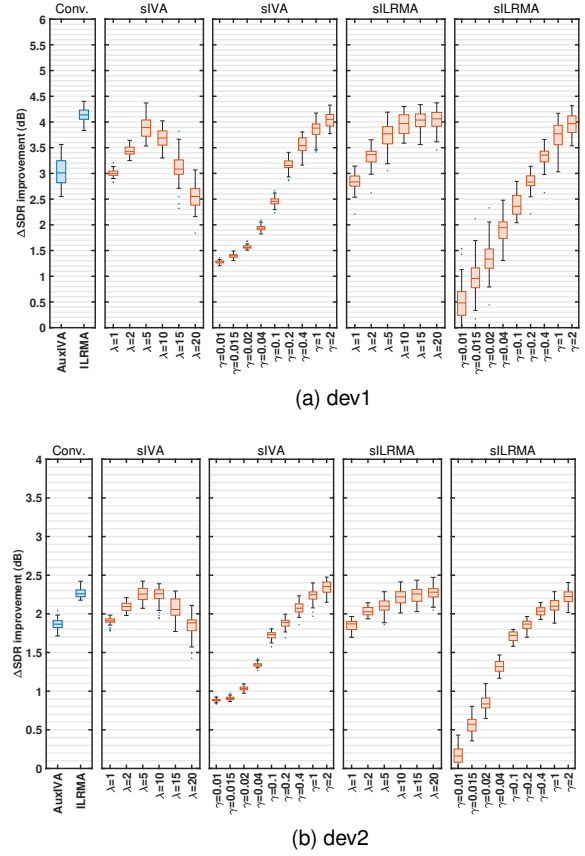 Conv. sIVA sIVA sILRMA sILRMA
6
5.5
5
4.5
4
3.5
3
2.5
2
1.5
1
0.5
0
ΔSDR improvement (dB)
AuxIVA ILRMA λ=1 λ=2 λ=5 λ=10 λ=15 λ=20 γ=0.01 γ=0.015 γ=0.02 γ=0.04 γ=0.1 γ=0.2 γ=0.4 γ=1 γ=2 λ=1 λ=2 λ=5 λ=10 λ=15 λ=20 γ=0.01 γ=0.015 γ=0.02 γ=0.04 γ=0.1 γ=0.2 γ=0.4 γ=1 γ=2
(a) dev1
Conv. sIVA sIVA sILRMA sILRMA
4
3.5
3
2.5
2
1.5
1
0.5
0
ΔSDR improvement (dB)
AuxIVA ILRMA λ=1 λ=2 λ=5 λ=10 λ=15 λ=20 γ=0.01 γ=0.015 γ=0.02 γ=0.04 γ=0.1 γ=0.2 γ=0.4 γ=1 γ=2 λ=1 λ=2 λ=5 λ=10 λ=15 λ=20 γ=0.01 γ=0.015 γ=0.02 γ=0.04 γ=0.1 γ=0.2 γ=0.4 γ=1 γ=2
(b) dev2